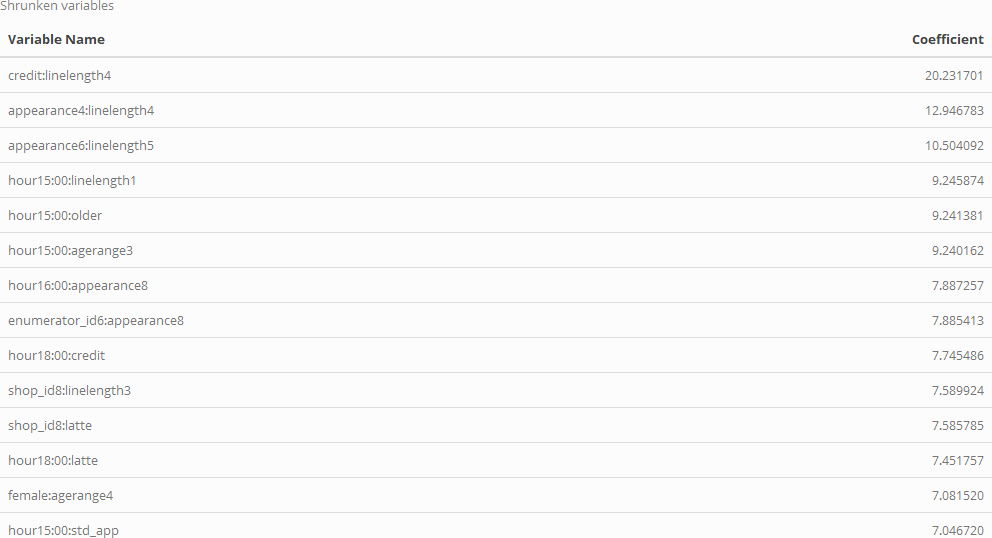 Shrunken variables
Variable Name Coefficient
credit:linelength4 20.231701
appearance4:linelength4 12.946783
appearance6:linelength5 10.504092
hour15:00:linelength1 9.245874
hour15:00:older 9.241381
hour15:00:agerange3 9.240162
hour16:00:appearance8 7.887257
enumerator_id6:appearance8 7.885413
hour18:00:credit 7.745486
shop_id8:linelength3 7.589924
shop_id8:latte 7.585785
hour18:00:latte 7.451757
female:agerange4 7.081520
hour15:00:std_app 7.046720